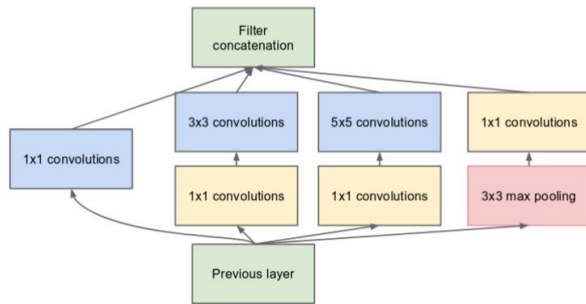 Filter
concatenation
3x3 convolutions
5x5 convolutions
1x1 convolutions
1x1 convolutions
1x1 convolutions
1x1 convolutions
3x3 max pooling
Previous layer